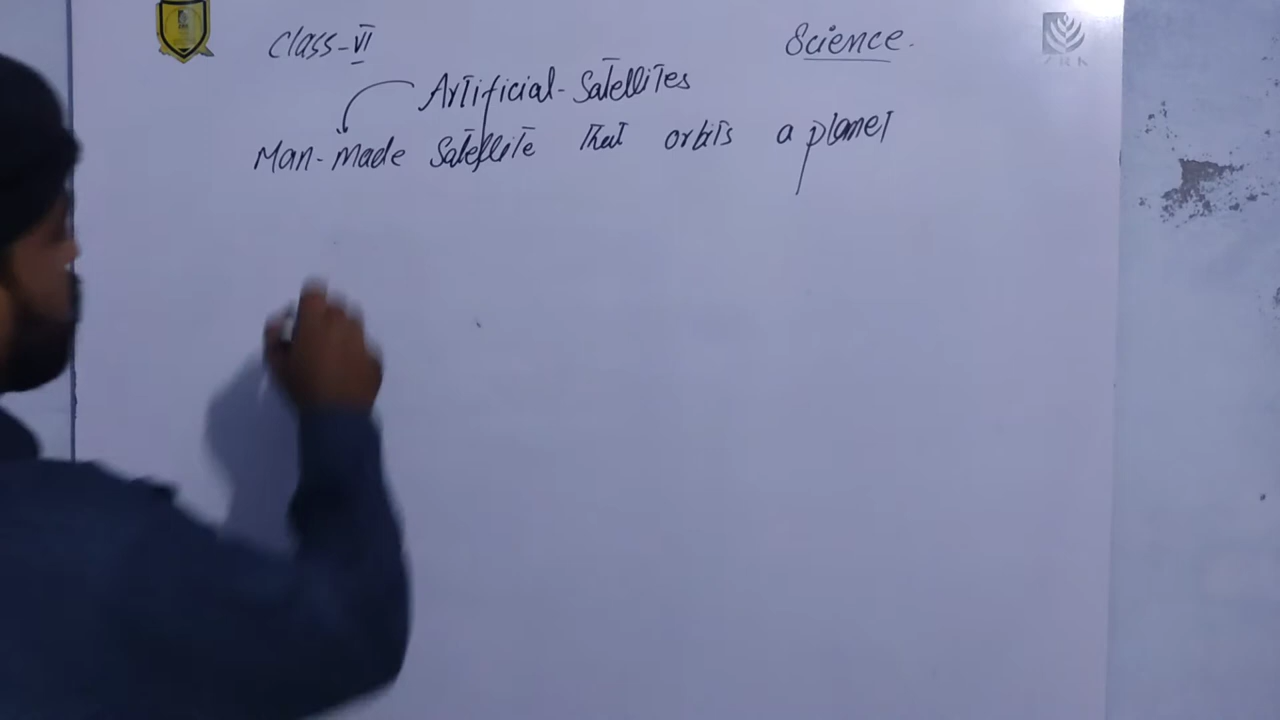 Class-VI Science.
Artificial-Satellites
Man-made Satellite that orbits a planet